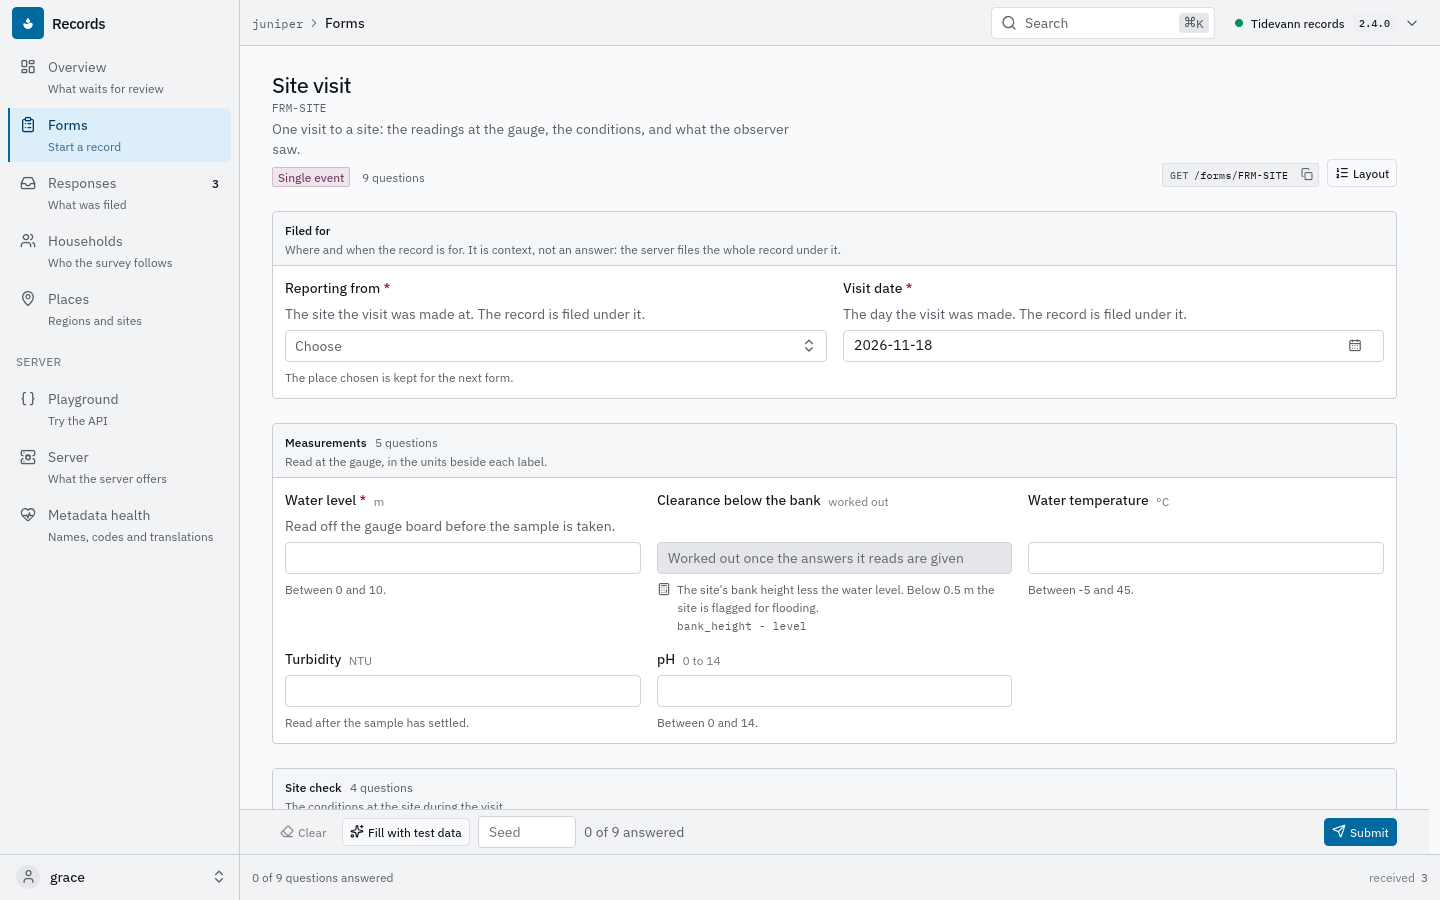 Records
juniper > Forms
Search
⌘K
Tidevann records 2.4.0
Overview
What waits for review
Forms
Start a record
Responses 3
What was filed
Households
Who the survey follows
Places
Regions and sites
SERVER
Playground
Try the API
Server
What the server offers
Metadata health
Names, codes and translations
grace
Site visit
FRM-SITE
One visit to a site: the readings at the gauge, the conditions, and what the observer
saw.
Single event 9 questions
GET /forms/FRM-SITE
Layout
Filed for
Where and when the record is for. It is context, not an answer: the server files the whole record under it.
Reporting from *
The site the visit was made at. The record is filed under it.
Choose
The place chosen is kept for the next form.
Visit date *
The day the visit was made. The record is filed under it.
2026-11-18
Measurements 5 questions
Read at the gauge, in the units beside each label.
Water level * m
Read off the gauge board before the sample is taken.
Between 0 and 10.
Clearance below the bank worked out
Worked out once the answers it reads are given
The site's bank height less the water level. Below 0.5 m the
site is flagged for flooding.
bank_height - level
Water temperature °C
Between -5 and 45.
Turbidity NTU
Read after the sample has settled.
pH 0 to 14
Between 0 and 14.
Site check 4 questions
The conditions at the site during the visit.
Clear
Fill with test data
Seed
0 of 9 answered
Submit
0 of 9 questions answered
received 3